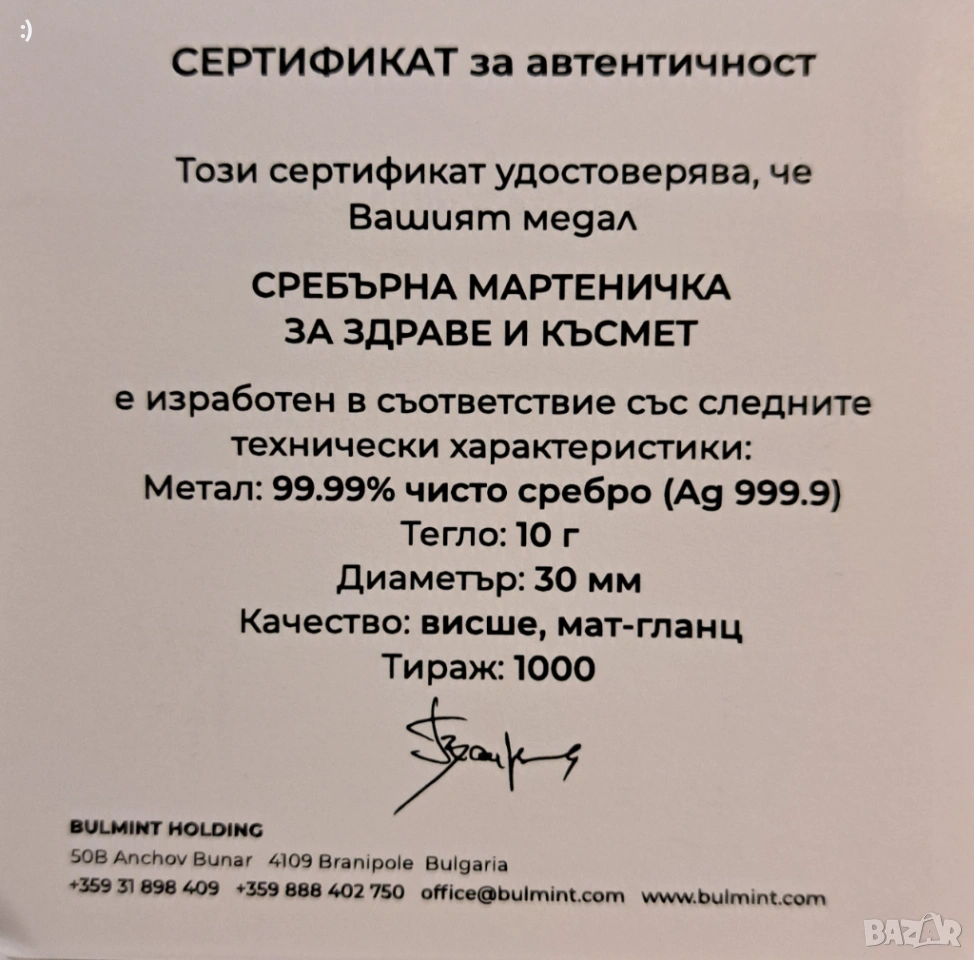 :)
СЕРТИФИКАТ за автентичност
Този сертификат удостоверява, че
Вашият медал
СРЕБЪРНА МАРТЕНИЧКА
ЗА ЗДРАВЕ И КЪСМЕТ
е изработен в съответствие със следните
технически характеристики:
Метал: 99.99% чисто сребро (Ag 999.9)
Тегло: 10 г
Диаметър: 30 мм
Качество: висше, мат-гланц
Тираж: 1000
BULMINT HOLDING
50B Anchov Bunar 4109 Branipole Bulgaria
+359 31 898 409 +359 888 402 750 office@bulmint.com www.bulmint.com
BAZAR